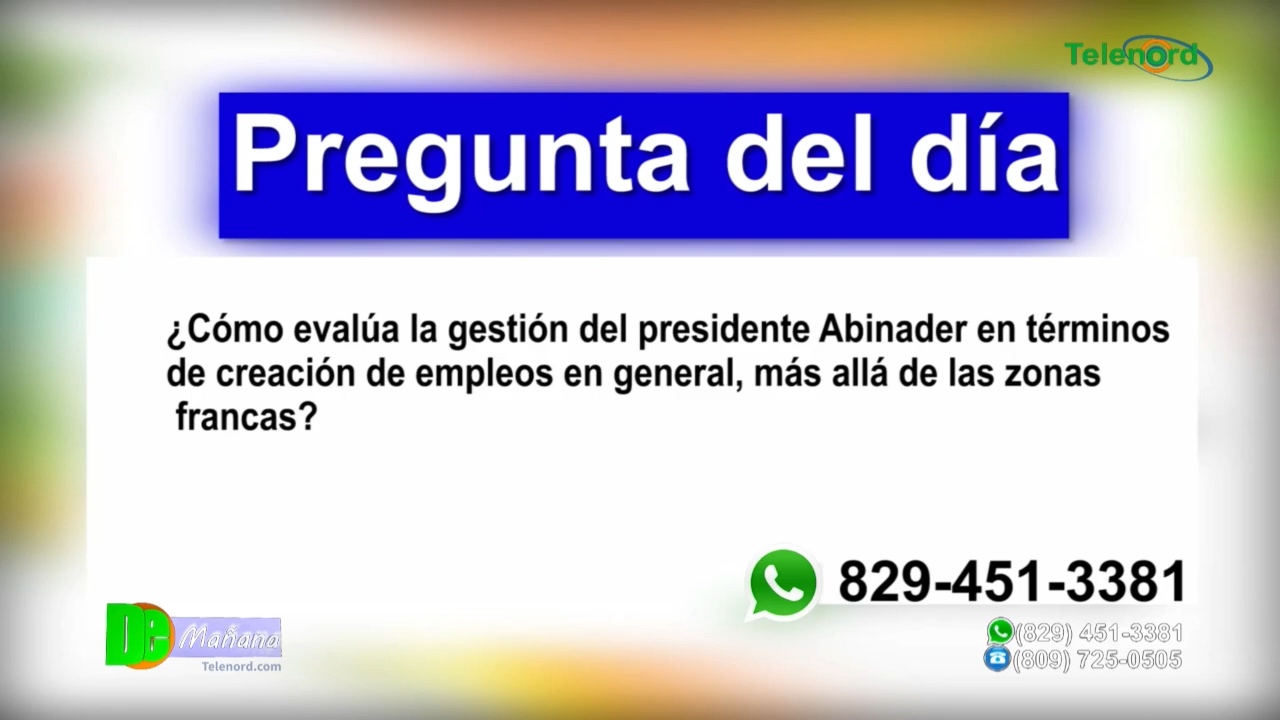 Telenord
Pregunta del día
¿Cómo evalúa la gestión del presidente Abinader en términos
de creación de empleos en general, más allá de las zonas
francas?
829-451-3381
De Mañana
Telenord.com
(829) 451-3381
(809) 725-0505